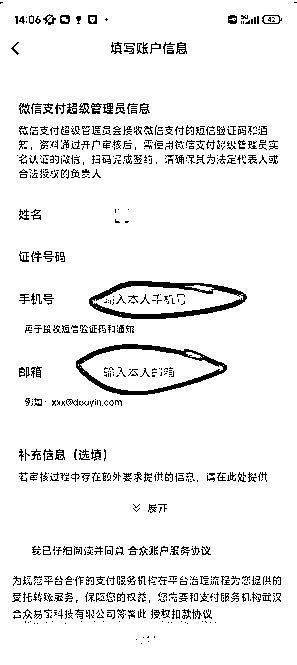 14:06
5G 42
填写账户信息
微信支付超级管理员信息
微信支付超级管理员会接收微信支付的短信验证码和通
知，资料通过开户审核后，需使用微信支付超级管理员实
名认证的微信，扫码完成签约，请确保其为法定代表人或
合法授权的负责人
姓名
证件号码
手机号 输入本人手机号
用于接收短信验证码和通知
邮箱 输入本人邮箱
例如：xxx@douyin.com
补充信息（选填）
若审核过程中存在额外要求提供的信息，请在此处提供
展开
我已仔细阅读并同意 合众账户服务协议
为规范平台合作的支付服务机构在平台治理流程为您提供的
委托转账服务，保障您的权益，您需要和支付服务机构武汉
合众易宝科技有限公司签署此 授权扣款协议